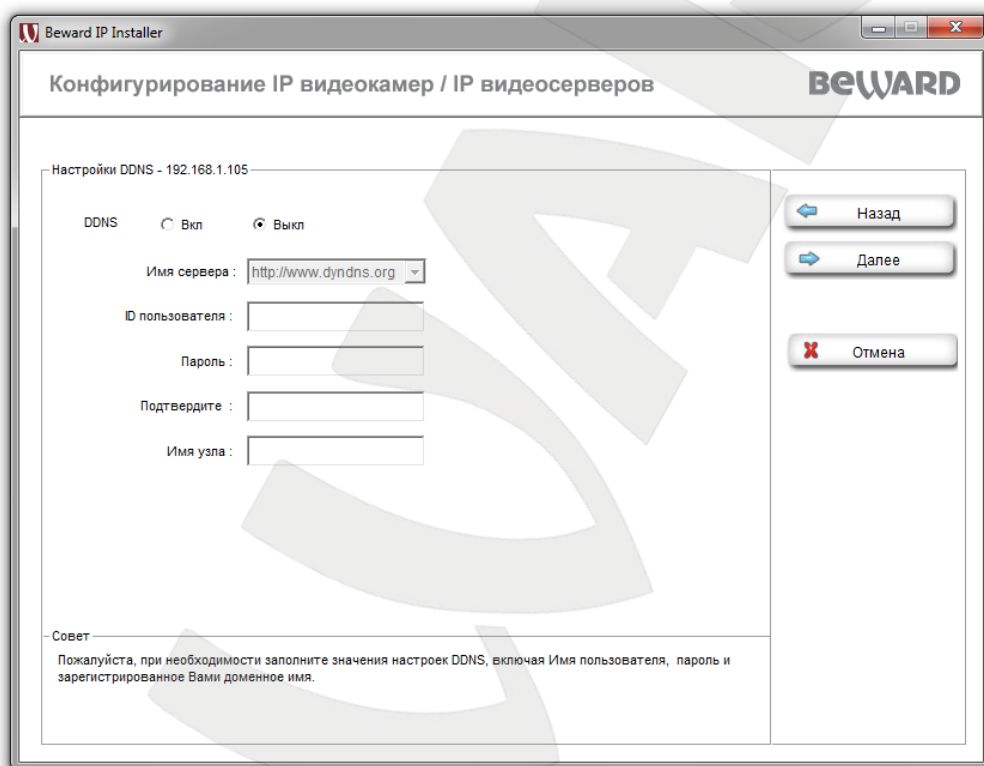 Beward IP Installer
Конфигурирование IP видеокамер / IP видеосерверов
BEWARD
Настройки DDNS - 192.168.1.105
DDNS Вкл Выкл
Имя сервера : http://www.dyndns.org
ID пользователя :
Пароль :
Подтвердите :
Имя узла :
Назад
Далее
Отмена
Совет
Пожалуйста, при необходимости заполните значения настроек DDNS, включая Имя пользователя, пароль и
зарегистрированное Вами доменное имя.